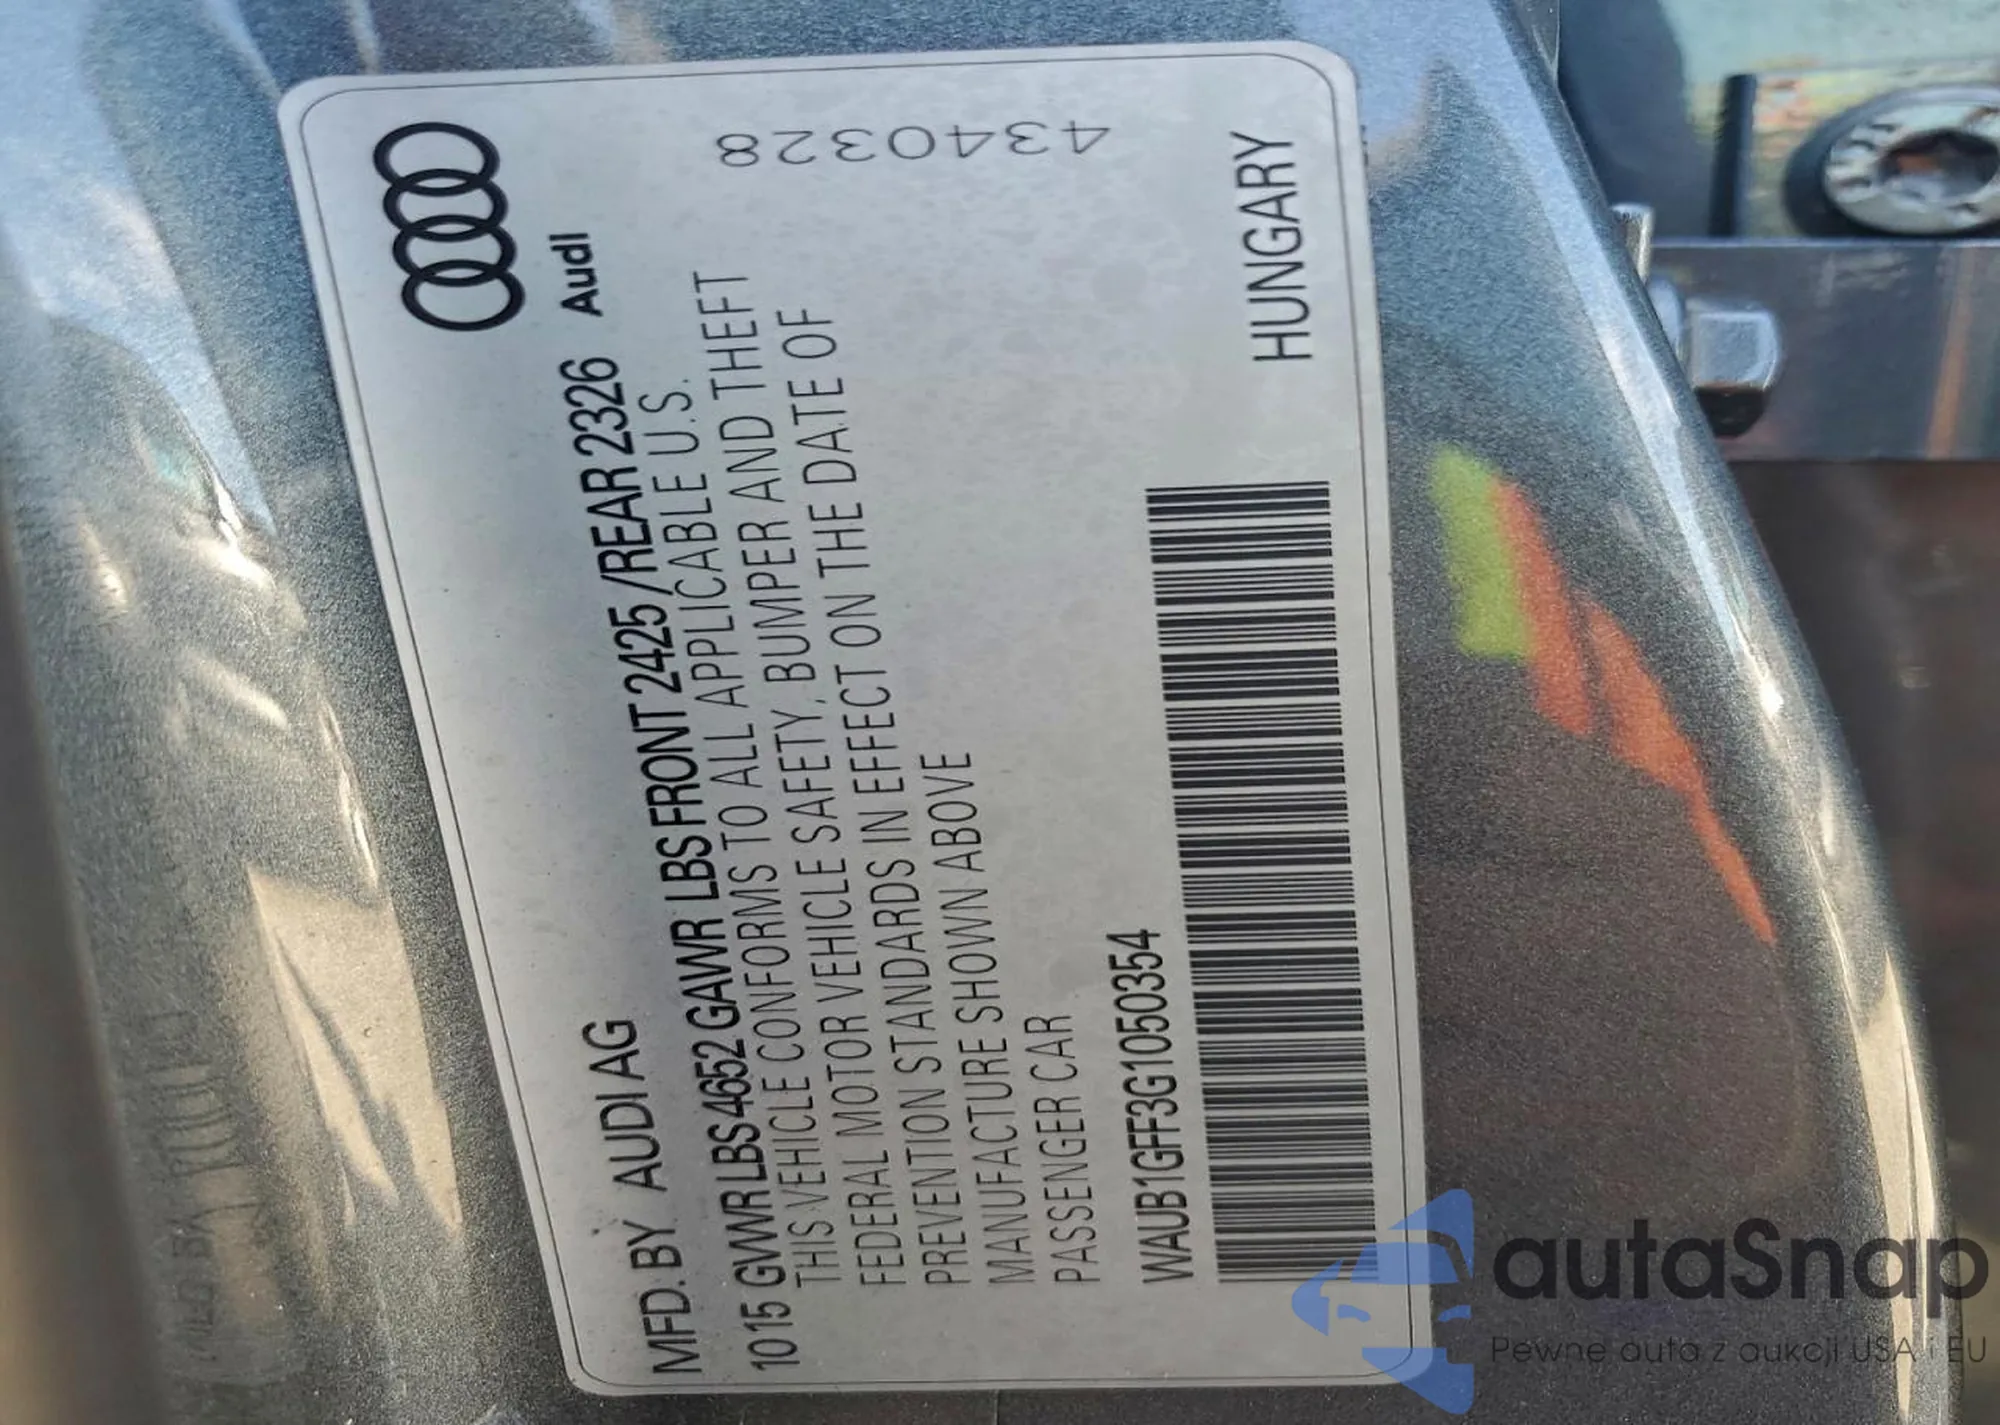 MFD. BY AUDI AG
Audi
1015 GVWR LBS 4652 GAWR LBS FRONT 2425 /REAR 2326
THIS VEHICLE CONFORMS TO ALL APPLICABLE U.S.
FEDERAL MOTOR VEHICLE SAFETY, BUMPER AND THEFT
PREVENTION STANDARDS IN EFFECT ON THE DATE OF
MANUFACTURE SHOWN ABOVE
PASSENGER CAR
4340328
WAUB1GFF3G1050354
HUNGARY
autaSnap
Pewne auta z aukcji USA i EU